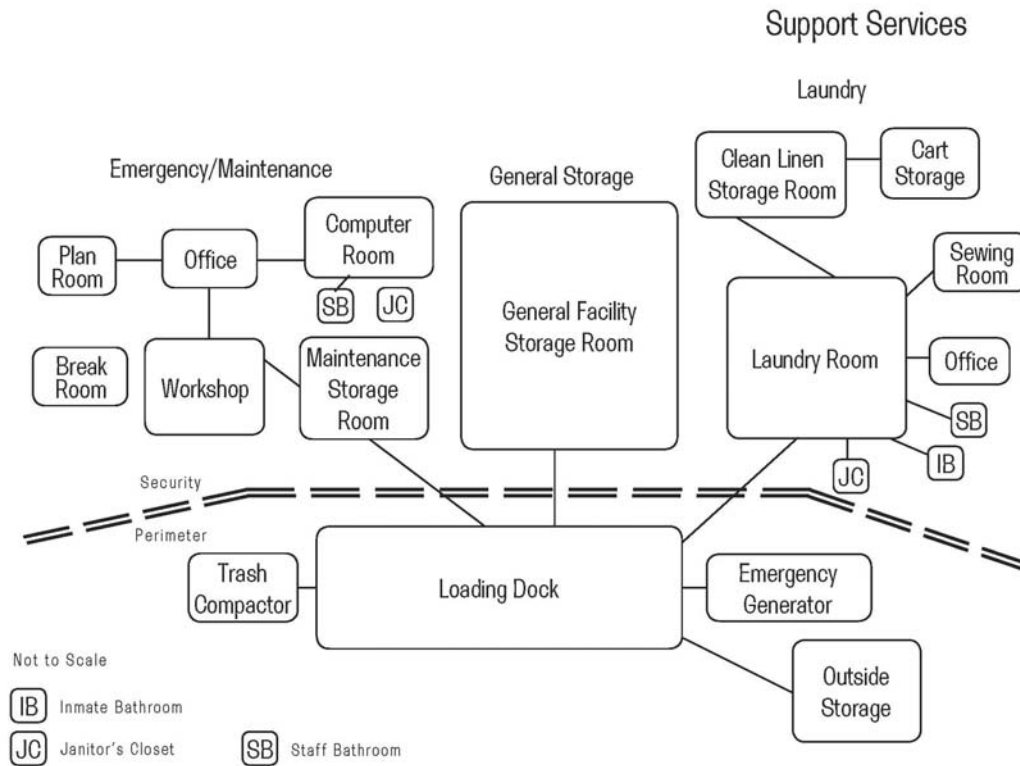 Support Services
Laundry
Emergency/Maintenance
General Storage
Clean Linen
Storage Room
Cart
Storage
Plan
Room
Office
Computer
Room
SB
JC
Sewing
Room
General Facility
Storage Room
Break
Room
Workshop
Maintenance
Storage
Room
Laundry Room
Office
SB
IB
JC
Security
Perimeter
Trash
Compactor
Loading Dock
Emergency
Generator
Outside
Storage
Not to Scale
IB Inmate Bathroom
JC Janitor's Closet
SB Staff Bathroom